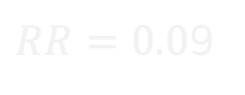 RR = 0.09